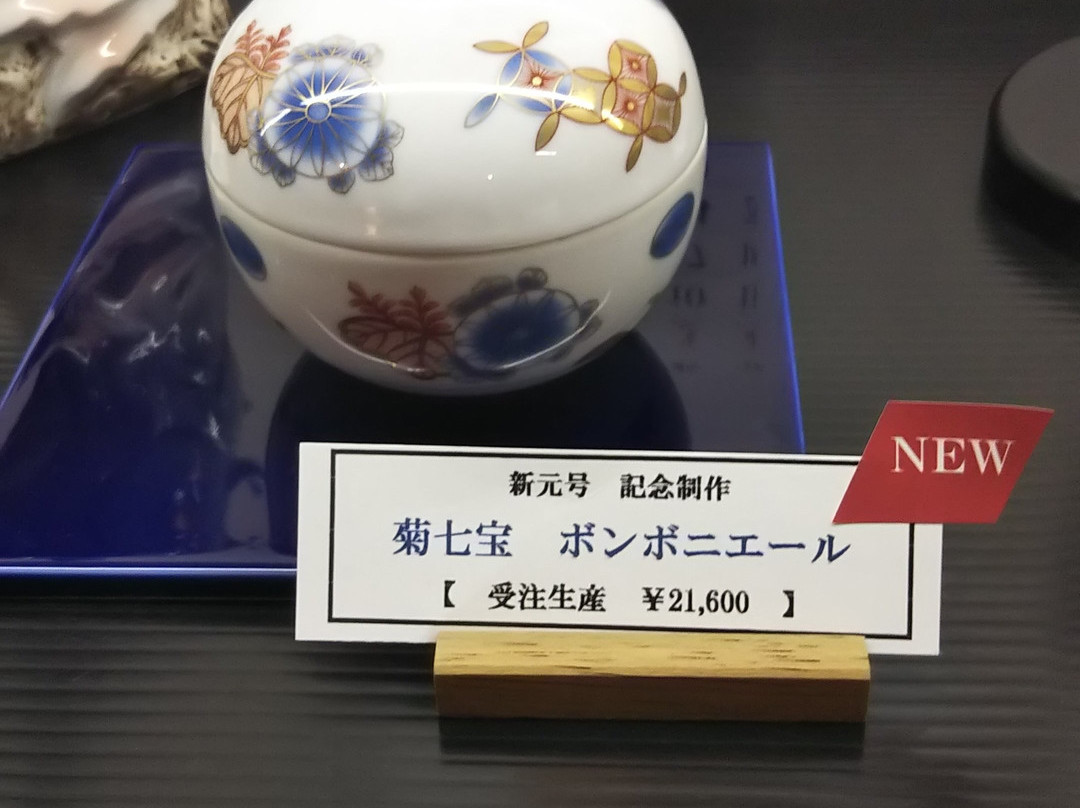 NEW
新元号　記念制作
菊七宝　ボンボニエール
【　受注生産　￥21,600　】